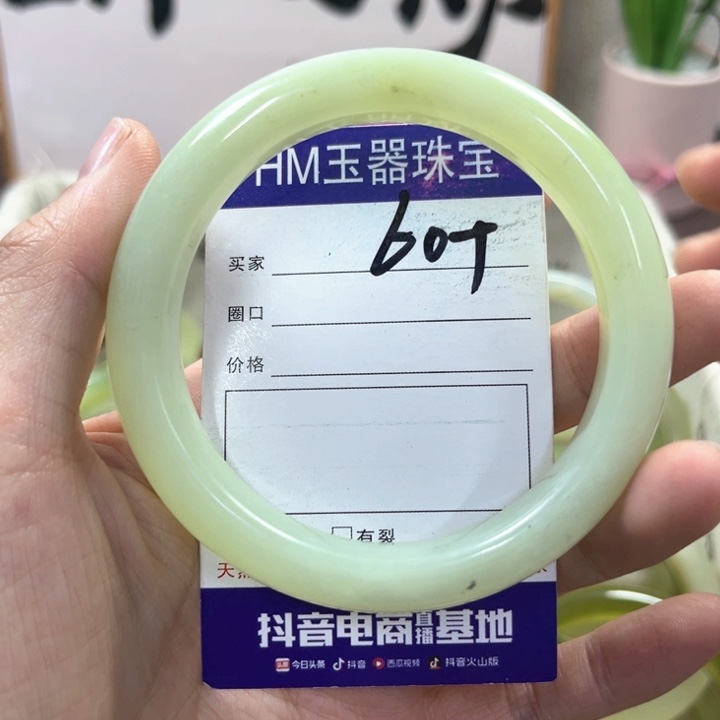 HM玉器珠宝
60+
买家
圈口
价格
有裂
抖音电商直播基地
今日头条 抖音 西瓜视频 抖音火山版